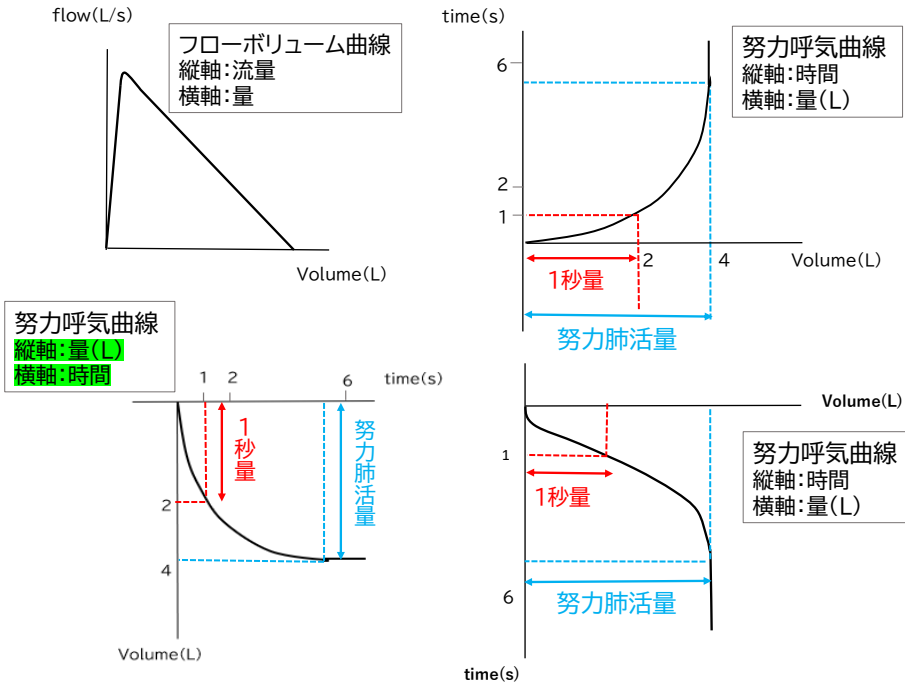 flow(L/s)
フローボリューム曲線
縦軸:流量
横軸:量
Volume(L)
time(s)
努力呼気曲線
縦軸:時間
横軸:量(L)
6
2
1
2
4
Volume(L)
1秒量
努力肺活量
努力呼気曲線
縦軸:量(L)
横軸:時間
1
2
6
time(s)
1秒量
努力肺活量
2
4
Volume(L)
Volume(L)
努力呼気曲線
縦軸:時間
横軸:量(L)
1
1秒量
6
努力肺活量
time(s)